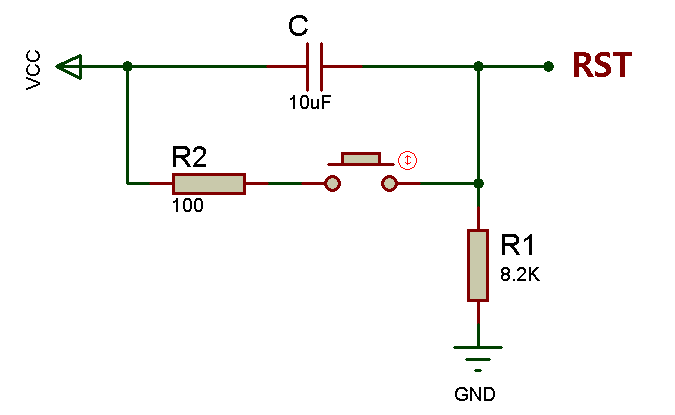 C
VCC
RST
10uF
R2
100
R1
8.2K
GND